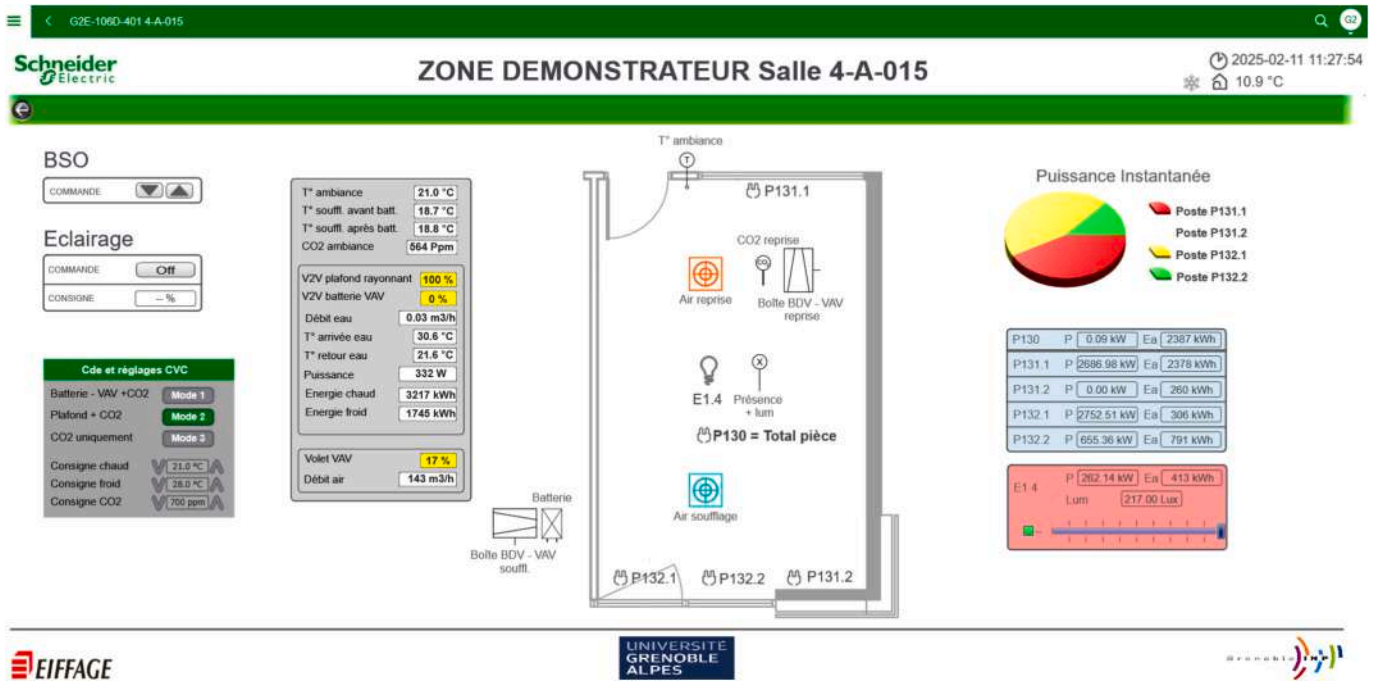 G2E-106D-401 4-A-015
G2
Schneider
Electric
ZONE DEMONSTRATEUR Salle 4-A-015
2025-02-11 11:27:54
10.9 °C
BSO
COMMANDE
Eclairage
COMMANDE Off
CONSIGNE -- %
Cde et réglages CVC
Batterie - VAV +CO2 Mode 1
Plafond + CO2 Mode 2
CO2 uniquement Mode 3
Consigne chaud 21.0 °C
Consigne froid 28.0 °C
Consigne CO2 700 ppm
T° ambiance 21.0 °C
T° souffl. avant batt. 18.7 °C
T° souffl. après batt. 18.8 °C
CO2 ambiance 564 Ppm
V2V plafond rayonnant 100 %
V2V batterie VAV 0 %
Débit eau 0.03 m3/h
T° arrivée eau 30.6 °C
T° retour eau 21.6 °C
Puissance 332 W
Energie chaud 3217 kWh
Energie froid 1745 kWh
Volet VAV 17 %
Débit air 143 m3/h
Batterie
Boîte BDV - VAV
souffl.
T° ambiance
T
P131.1
CO2 reprise
CO2
Air reprise
Boîte BDV - VAV
reprise
X
E1.4
Présence
+ lum
P130 = Total pièce
Air soufflage
P132.1 P132.2 P131.2
Puissance Instantanée
Poste P131.1
Poste P131.2
Poste P132.1
Poste P132.2
P130 P 0.09 kW Ea 2387 kWh
P131.1 P 2686.98 kW Ea 2378 kWh
P131.2 P 0.00 kW Ea 260 kWh
P132.1 P 2752.51 kW Ea 306 kWh
P132.2 P 655.36 kW Ea 791 kWh
E1 4 P 262.14 kW Ea 413 kWh
Lum 217.00 Lux
EIFFAGE
UNIVERSITÉ
GRENOBLE
ALPES
Grenoble INP